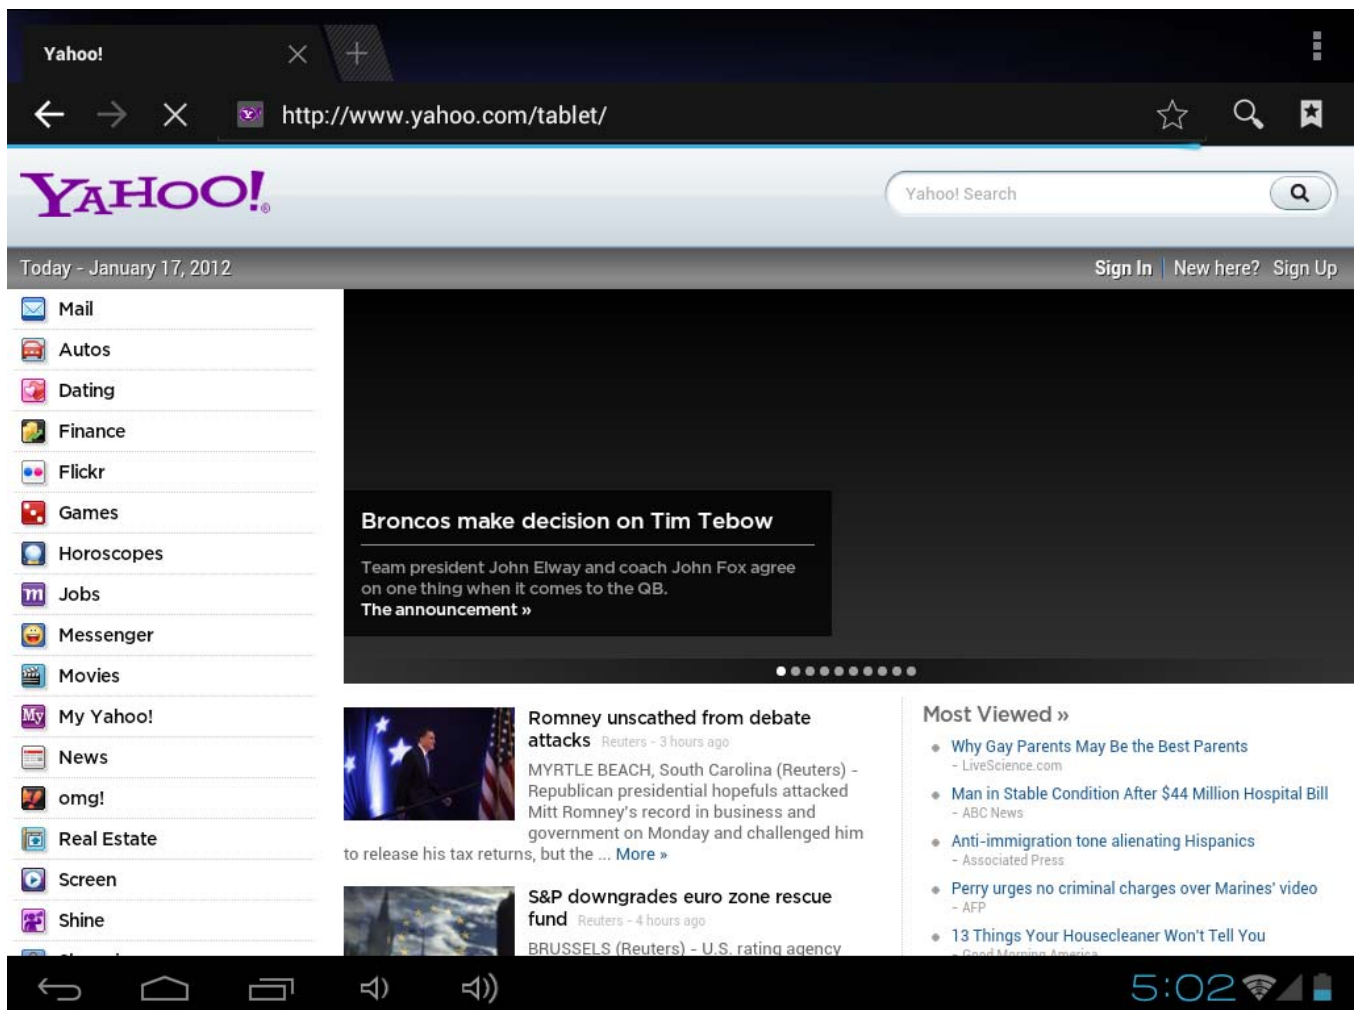 Yahoo!
http://www.yahoo.com/tablet/
YAHOO!®
Yahoo! Search
Today - January 17, 2012
Sign In
New here? Sign Up
Mail
Autos
Dating
Finance
Flickr
Games
Horoscopes
Jobs
Messenger
Movies
My Yahoo!
News
omg!
Real Estate
Screen
Shine
Broncos make decision on Tim Tebow
Team president John Elway and coach John Fox agree
on one thing when it comes to the QB.
The announcement »
Romney unscathed from debate
attacks Reuters - 3 hours ago
MYRTLE BEACH, South Carolina (Reuters) -
Republican presidential hopefuls attacked
Mitt Romney's record in business and
government on Monday and challenged him
to release his tax returns, but the ... More »
S&P downgrades euro zone rescue
fund Reuters - 4 hours ago
BRUSSELS (Reuters) - U.S. rating agency
Most Viewed »
Why Gay Parents May Be the Best Parents
- LiveScience.com
Man in Stable Condition After $44 Million Hospital Bill
- ABC News
Anti-immigration tone alienating Hispanics
- Associated Press
Perry urges no criminal charges over Marines' video
- AFP
13 Things Your Housecleaner Won't Tell You
- Good Morning America
5:02